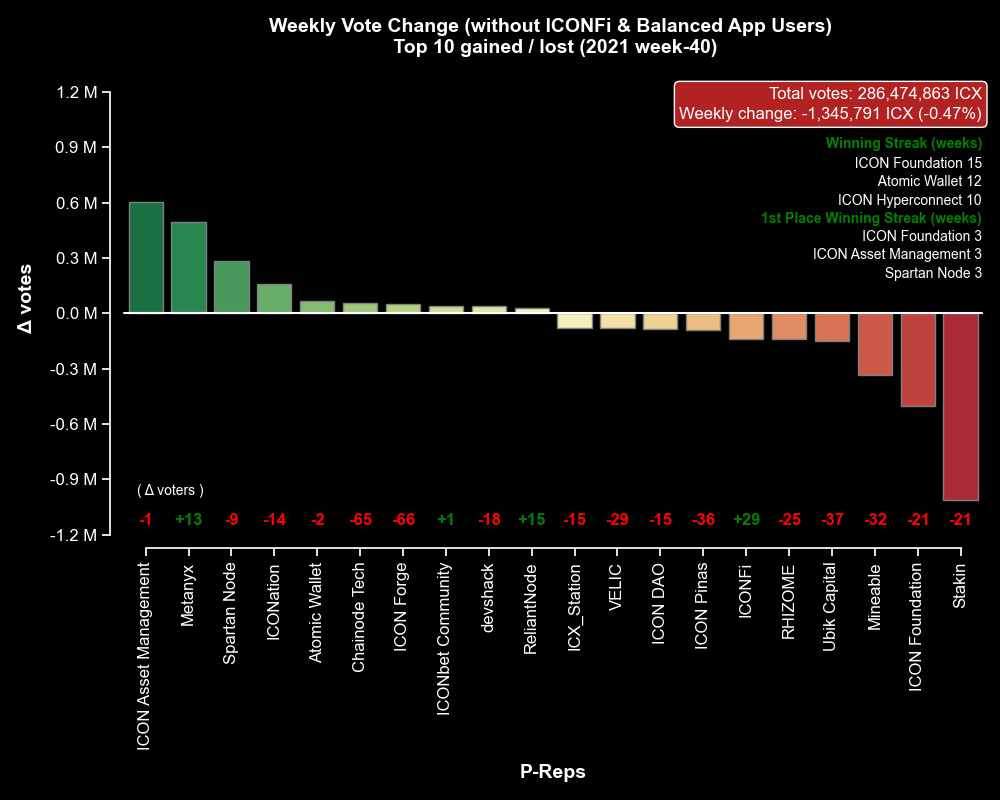 Weekly Vote Change (without ICONFi & Balanced App Users)
Top 10 gained / lost (2021 week-40)
Total votes: 286,474,863 ICX
Weekly change: -1,345,791 ICX (-0.47%)
Winning Streak (weeks)
ICON Foundation 15
Atomic Wallet 12
ICON Hyperconnect 10
1st Place Winning Streak (weeks)
ICON Foundation 3
ICON Asset Management 3
Spartan Node 3
Δ votes
1.2 M
0.9 M
0.6 M
0.3 M
0.0 M
-0.3 M
-0.6 M
-0.9 M
-1.2 M
( Δ voters )
-1 +13 -9 -14 -2 -65 -66 +1 -18 +15 -15 -29 -15 -36 +29 -25 -37 -32 -21 -21
ICON Asset Management
Metanyx
Spartan Node
ICONation
Atomic Wallet
Chainode Tech
ICON Forge
ICONbet Community
devshack
ReliantNode
ICX_Station
VELIC
ICON DAO
ICON Pinas
ICONFi
RHIZOME
Ubik Capital
Mineable
ICON Foundation
Stakin
P-Reps